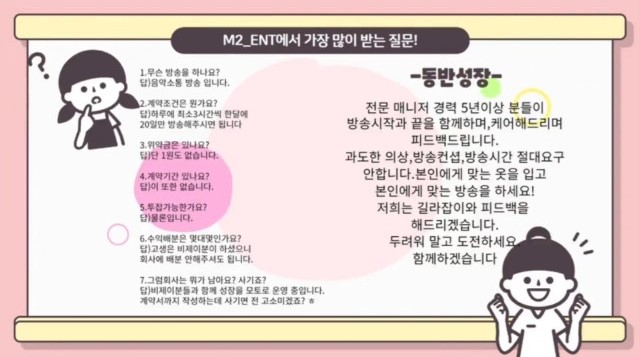 M2_ENT에서 가장 많이 받는 질문!
?
1.무슨 방송을 하나요?
답)음악소통 방송 입니다.
2.계약조건은 뭔가요?
답)하루에 최소3시간씩 한달에
20일만 방송해주시면 됩니다
3.위약금은 있나요?
답)단 1원도 없습니다.
4.계약기간 있나요?
답)이 또한 없습니다.
5.투잡가능한가요?
답)물론입니다.
6.수익배분은 몇대몇인가요?
답)고생은 비제이분이 하셨으니
회사에 배분 안해주셔도 됩니다.
7.그럼회사는 뭐가 남아요? 사기죠?
답)비제이분들과 함께 성장을 모토로 운영 중입니다.
계약서까지 작성하는데 사기면 전 고소미겠죠? ㅎ
-동반성장-
전문 매니저 경력 5년이상 분들이
방송시작과 끝을 함께하며,케어해드리며
피드백드립니다.
과도한 의상,방송컨셉,방송시간 절대요구
안합니다.본인에게 맞는 옷을 입고
본인에게 맞는 방송을 하세요!
저희는 길라잡이와 피드백을
해드리겠습니다.
두려워 말고 도전하세요.
함께하겠습니다